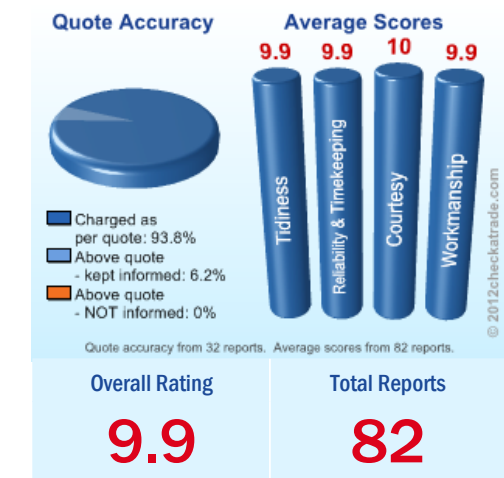 Quote Accuracy
Average Scores
9.9
9.9
10
9.9
Tidiness
Reliability & Timekeeping
Courtesy
Workmanship
Charged as
per quote: 93.8%
Above quote
- kept informed: 6.2%
Above quote
- NOT informed: 0%
© 2012checkatrade.com
Quote accuracy from 32 reports. Average scores from 82 reports.
Overall Rating
9.9
Total Reports
82